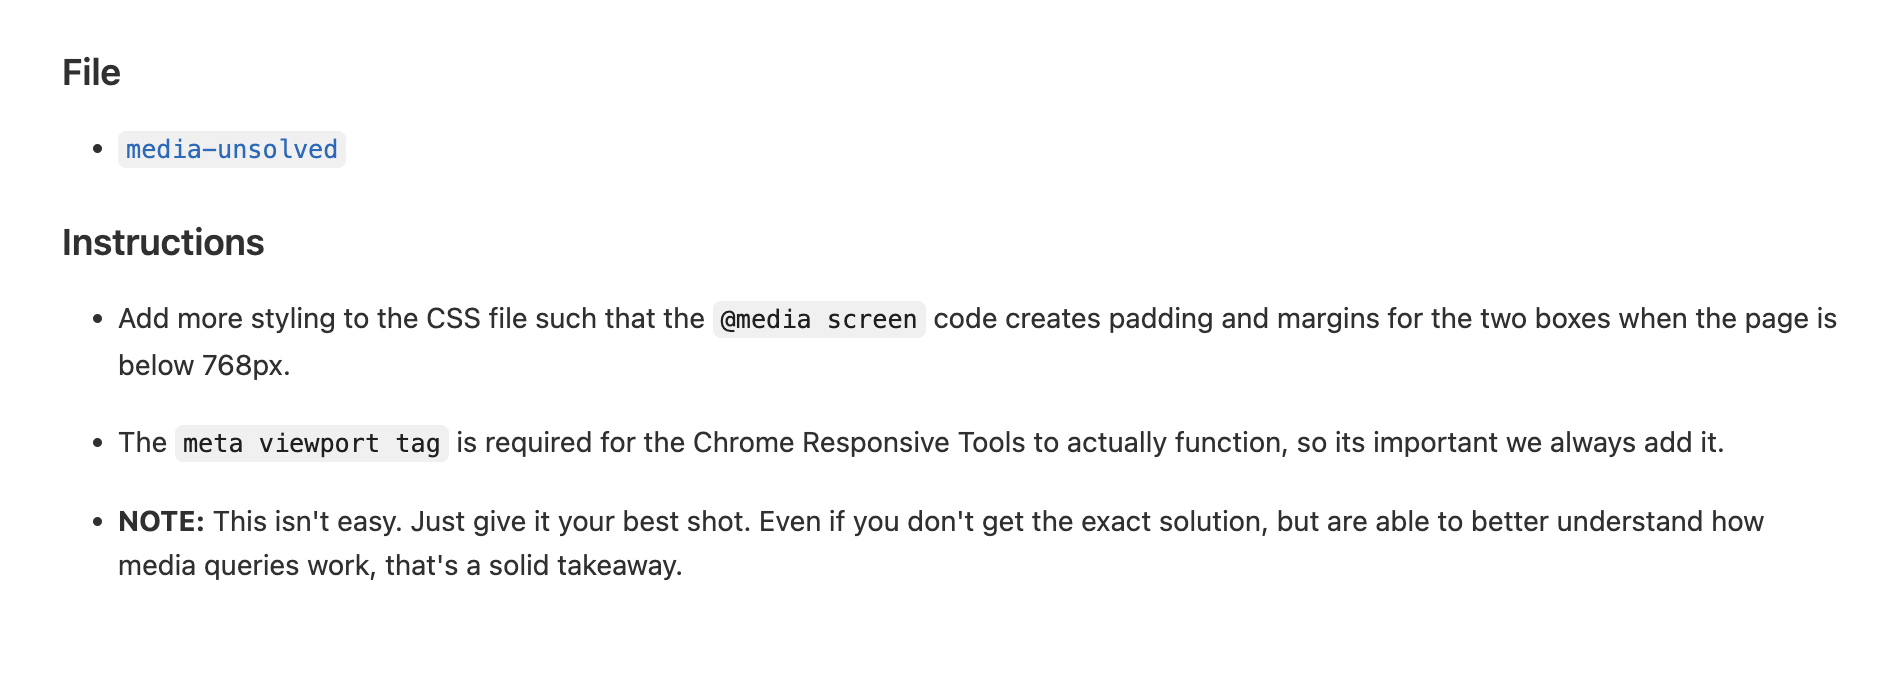 File
• media-unsolved
Instructions
• Add more styling to the CSS file such that the @media screen code creates padding and margins for the two boxes when the page is
below 768px.
• The meta viewport tag is required for the Chrome Responsive Tools to actually function, so its important we always add it.
• NOTE: This isn't easy. Just give it your best shot. Even if you don't get the exact solution, but are able to better understand how
media queries work, that's a solid takeaway.